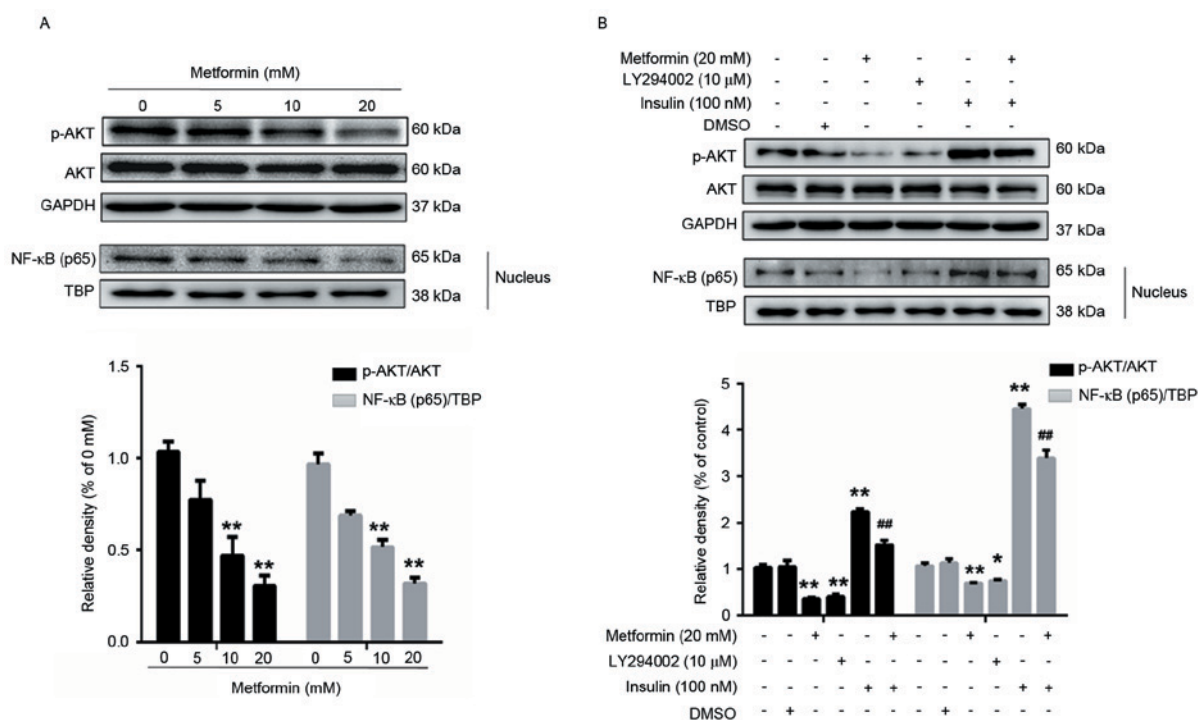 A
Metformin (mM)
0 5 10 20
p-AKT 60 kDa
AKT 60 kDa
GAPDH 37 kDa
NF-κB (p65) 65 kDa
TBP 38 kDa
Nucleus
1.5
1.0
0.5
0.0
Relative density (% of 0 mM)
p-AKT/AKT
NF-κB (p65)/TBP
** ** ** **
0 5 10 20 0 5 10 20
Metformin (mM)
B
Metformin (20 mM) - - + - - +
LY294002 (10 μM) - - - + - -
Insulin (100 nM) - - - - + +
DMSO - + - - - -
p-AKT 60 kDa
AKT 60 kDa
GAPDH 37 kDa
NF-κB (p65) 65 kDa
TBP 38 kDa
Nucleus
5
4
3
2
1
0
Relative density (% of control)
p-AKT/AKT
NF-κB (p65)/TBP
** ** ** ## ** * ** ##
Metformin (20 mM) - - + - - + - - + - - +
LY294002 (10 μM) - - - + - - - - - + - -
Insulin (100 nM) - - - - + + - - - - + +
DMSO - + - - - - - + - - - -